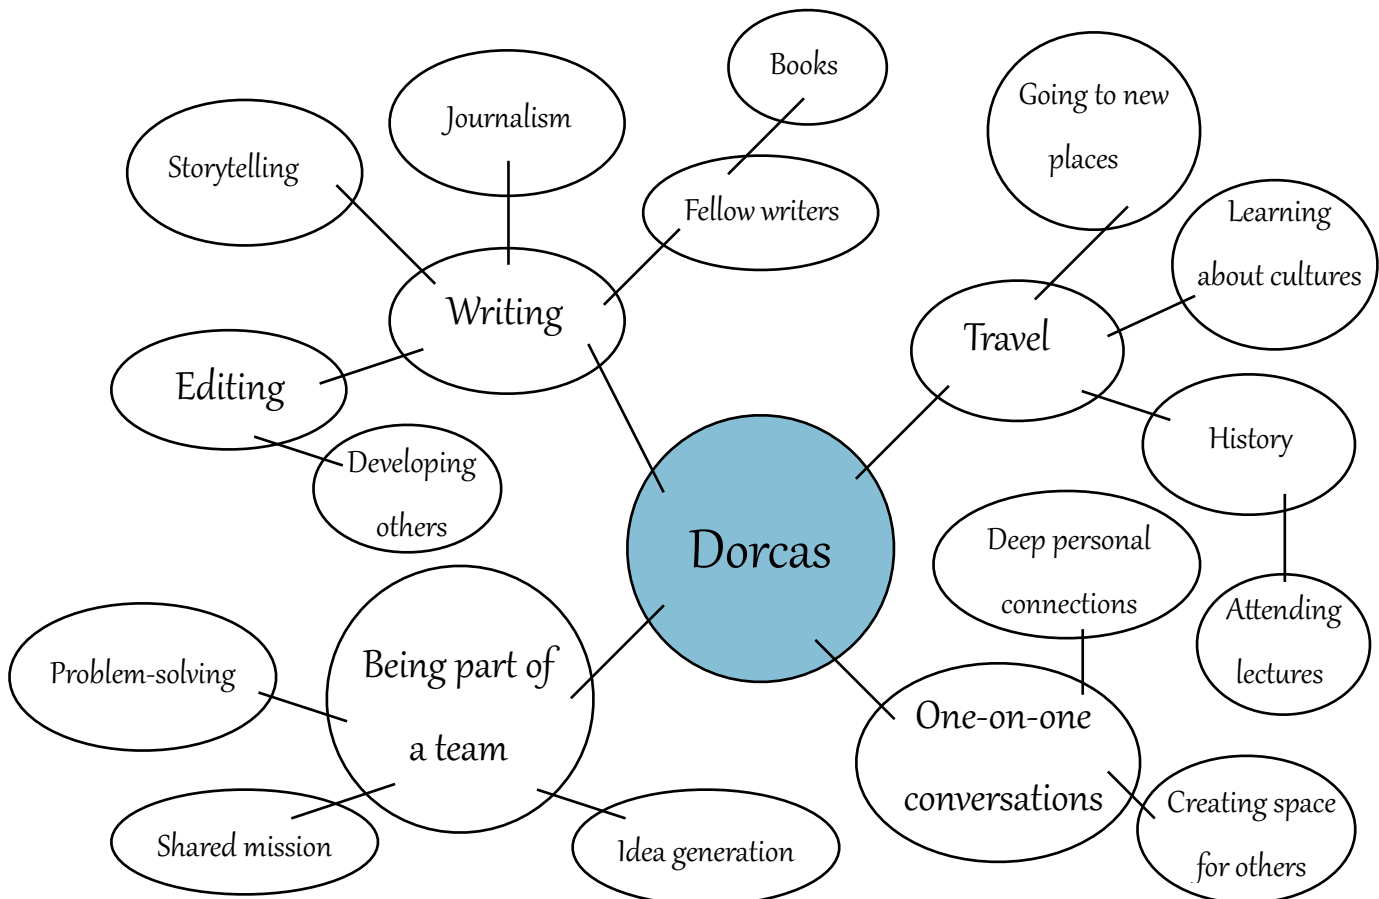 Books
Journalism
Going to new
places
Storytelling
Fellow writers
Learning
about cultures
Writing
Travel
Editing
History
Developing
others
Dorcas
Deep personal
connections
Attending
lectures
Being part of
a team
Problem-solving
One-on-one
conversations
Shared mission
Idea generation
Creating space
for others